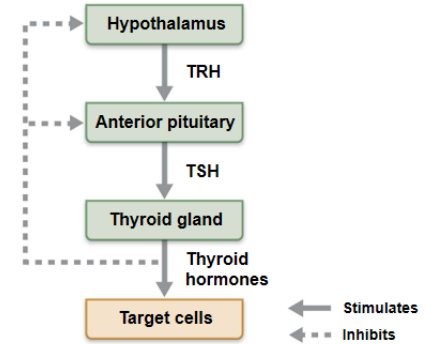 Hypothalamus
TRH
Anterior pituitary
TSH
Thyroid gland
Thyroid
hormones
Target cells
Stimulates
Inhibits